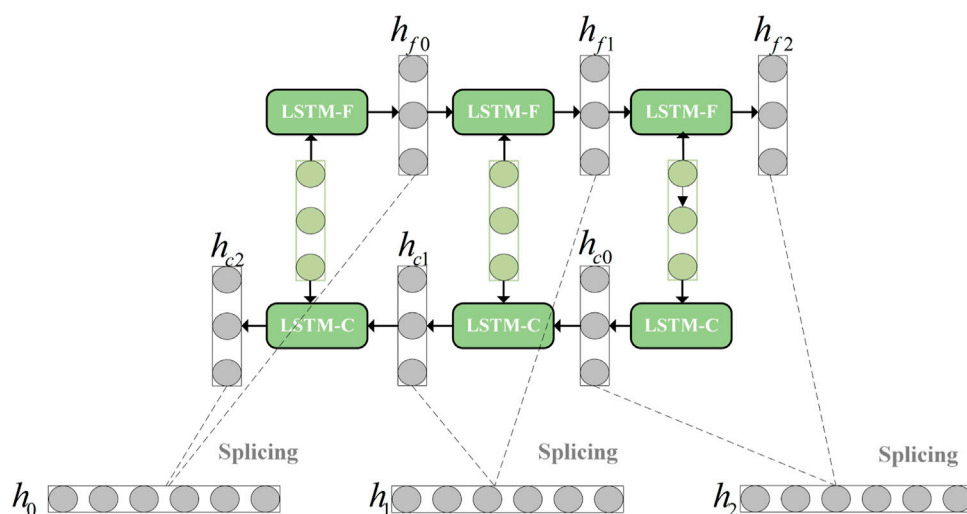 h_f0 h_f1 h_f2
LSTM-F LSTM-F LSTM-F
h_c2 h_c1 h_c0
LSTM-C LSTM-C LSTM-C
Splicing Splicing Splicing
h_0 h_1 h_2